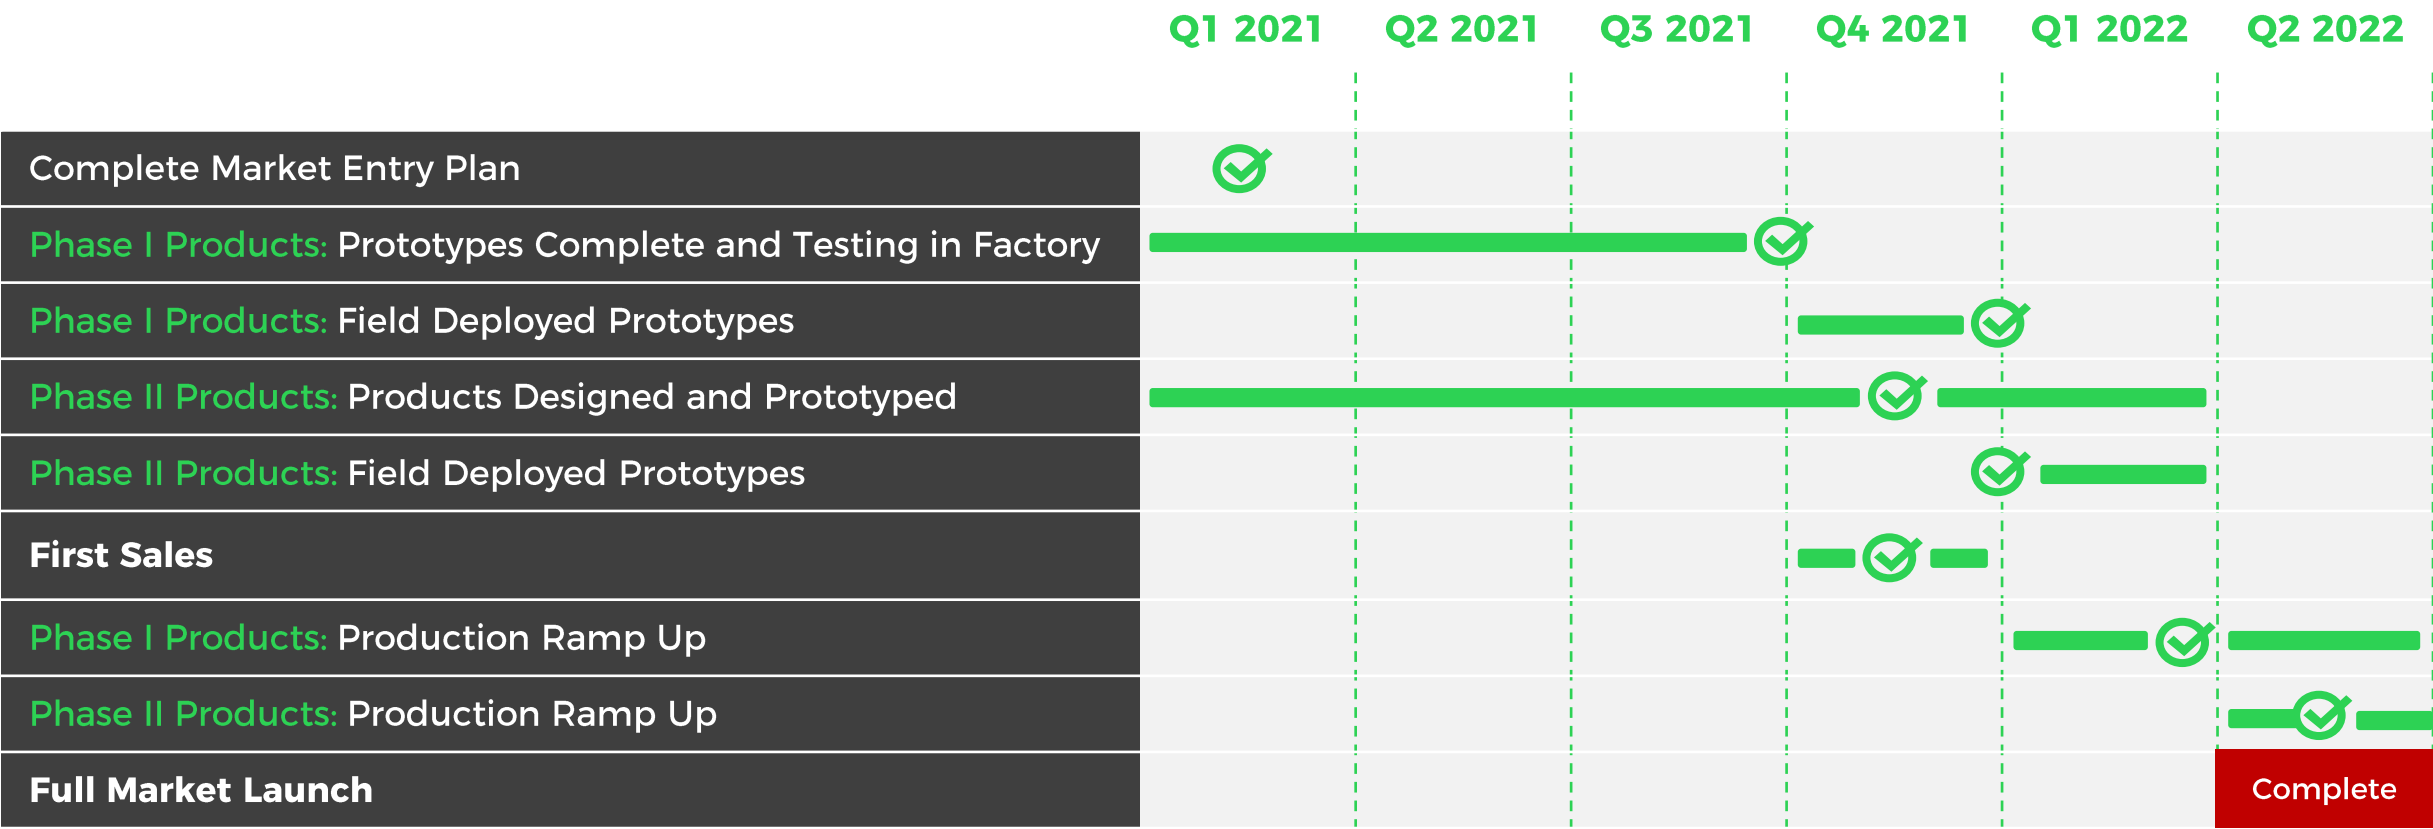 Q1 2021 Q2 2021 Q3 2021 Q4 2021 Q1 2022 Q2 2022
Complete Market Entry Plan
Phase I Products: Prototypes Complete and Testing in Factory
Phase I Products: Field Deployed Prototypes
Phase II Products: Products Designed and Prototyped
Phase II Products: Field Deployed Prototypes
First Sales
Phase I Products: Production Ramp Up
Phase II Products: Production Ramp Up
Full Market Launch Complete